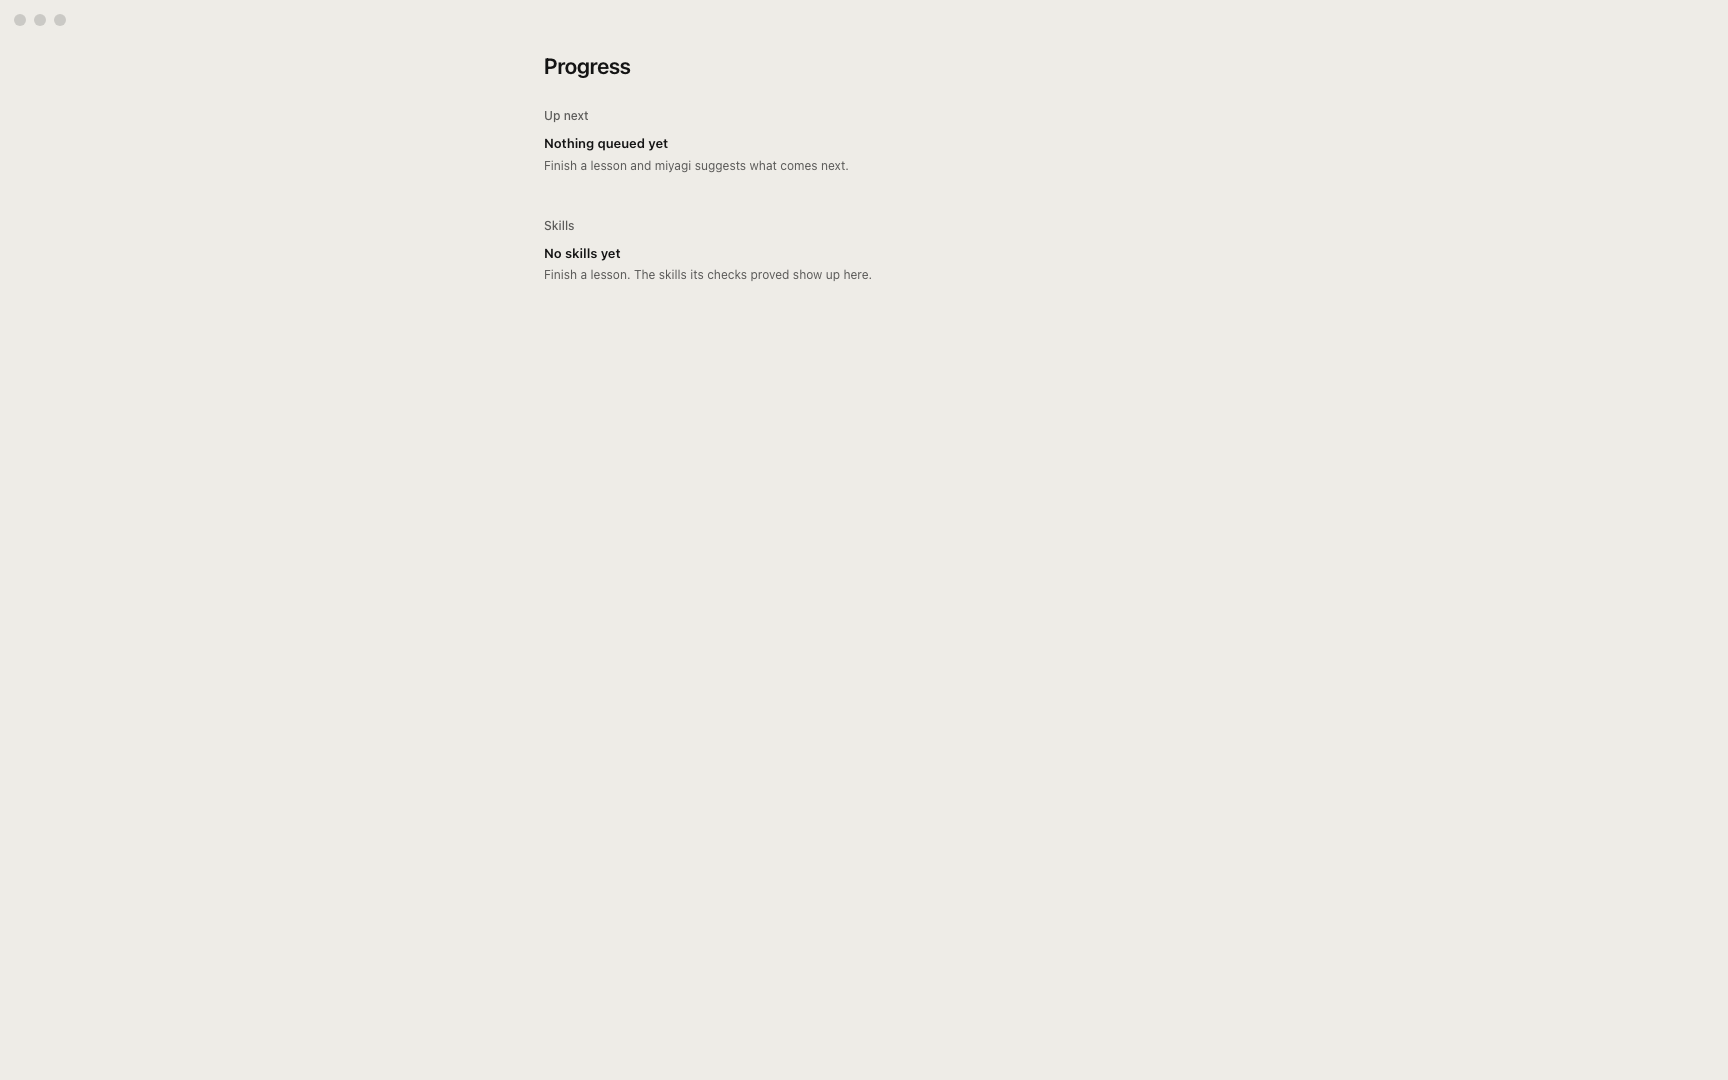 Progress
Up next
Nothing queued yet
Finish a lesson and miyagi suggests what comes next.
Skills
No skills yet
Finish a lesson. The skills its checks proved show up here.